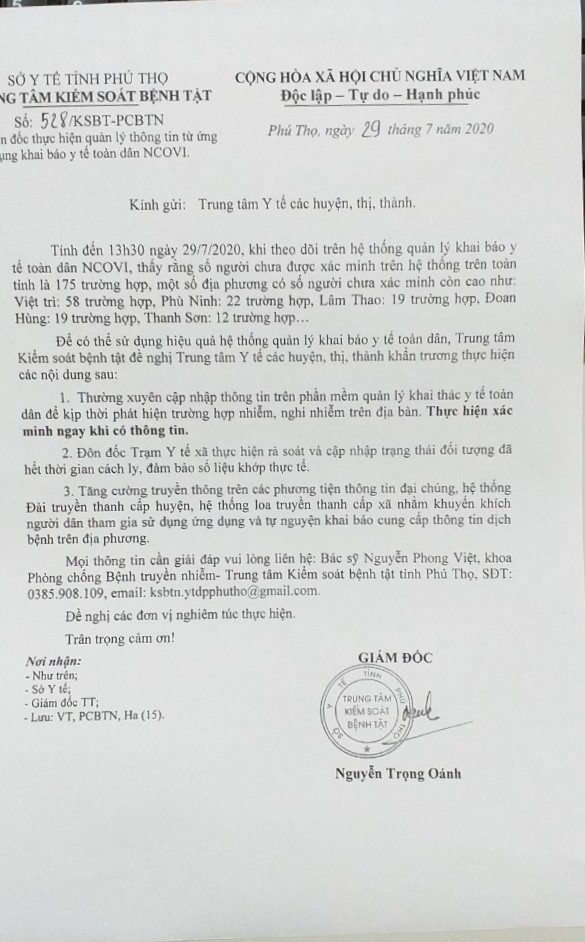 SỞ Y TẾ TỈNH PHÚ THỌ
TÂM KIỂM SOÁT BỆNH TẬT
Số: 528/KSBT-PCBTN
đốc thực hiện quản lý thông tin từ ứng
khai báo y tế toàn dân NCOVI.
CỘNG HÒA XÃ HỘI CHỦ NGHĨA VIỆT NAM
Độc lập – Tự do – Hạnh phúc
Phú Thọ, ngày 29 tháng 7 năm 2020
Kính gửi: Trung tâm Y tế các huyện, thị, thành.
Tính đến 13h30 ngày 29/7/2020, khi theo dõi trên hệ thống quản lý khai báo y
tế toàn dân NCOVI, thấy rằng số người chưa được xác minh trên hệ thống trên toàn
tỉnh là 175 trường hợp, một số địa phương có số người chưa xác minh còn cao như:
Việt trì: 58 trường hợp, Phù Ninh: 22 trường hợp, Lâm Thao: 19 trường hợp, Đoan
Hùng: 19 trường hợp, Thanh Sơn: 12 trường hợp…
Để có thể sử dụng hiệu quả hệ thống quản lý khai báo y tế toàn dân, Trung tâm
Kiểm soát bệnh tật đề nghị Trung tâm Y tế các huyện, thị, thành khẩn trương thực hiện
các nội dung sau:
1. Thường xuyên cập nhập thông tin trên phần mềm quản lý khai thác y tế toàn
dân để kịp thời phát hiện trường hợp nhiễm, nghi nhiễm trên địa bàn. Thực hiện xác
minh ngay khi có thông tin.
2. Đôn đốc Trạm Y tế xã thực hiện rà soát và cập nhập trạng thái đối tượng đã
hết thời gian cách ly, đảm bảo số liệu khớp thực tế.
3. Tăng cường truyền thông trên các phương tiện thông tin đại chúng, hệ thống
Đài truyền thanh cấp huyện, hệ thống loa truyền thanh cấp xã nhằm khuyến khích
người dân tham gia sử dụng ứng dụng và tự nguyện khai báo cung cấp thông tin dịch
bệnh trên địa phương.
Mọi thông tin cần giải đáp vui lòng liên hệ: Bác sỹ Nguyễn Phong Việt, khoa
Phòng chống Bệnh truyền nhiễm- Trung tâm Kiểm soát bệnh tật tỉnh Phú Thọ, SĐT:
0385.908.109, email: ksbtn.ytdpphutho@gmail.com.
Đề nghị các đơn vị nghiêm túc thực hiện.
Trân trọng cảm ơn!
Nơi nhận:
- Như trên;
- Sở Y tế;
- Giám đốc TT;
- Lưu: VT, PCBTN, Ha (15).
GIÁM ĐỐC
SỞ Y TẾ TỈNH PHÚ THỌ
TRUNG TÂM
KIỂM SOÁT
BỆNH TẬT
Nguyễn Trọng Oánh